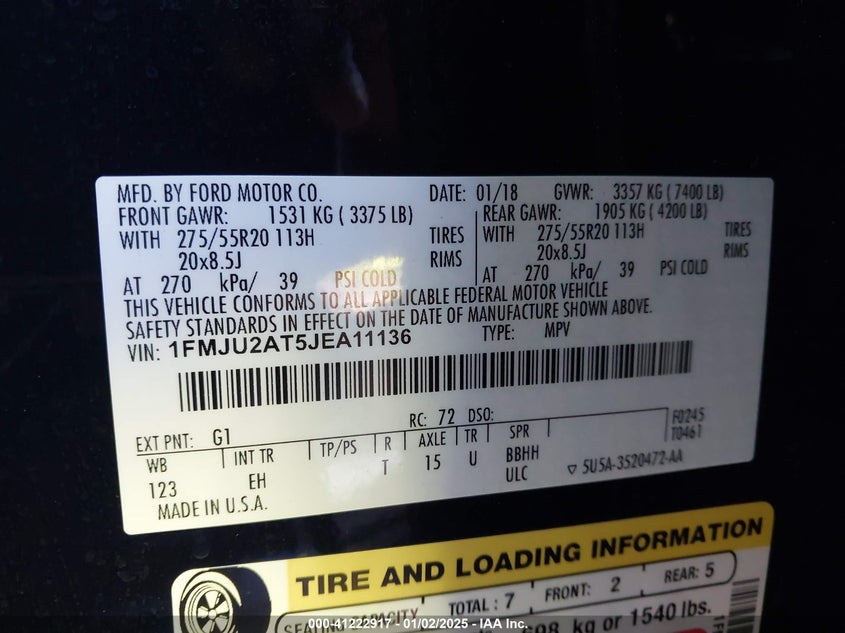 MFD. BY FORD MOTOR CO. DATE: 01/18 GVWR: 3357 KG ( 7400 LB)
FRONT GAWR: 1531 KG ( 3375 LB) REAR GAWR: 1905 KG ( 4200 LB)
WITH 275/55R20 113H TIRES WITH 275/55R20 113H TIRES
20x8.5J RIMS 20x8.5J RIMS
AT 270 kPa/ 39 PSI COLD AT 270 kPa/ 39 PSI COLD
THIS VEHICLE CONFORMS TO ALL APPLICABLE FEDERAL MOTOR VEHICLE
SAFETY STANDARDS IN EFFECT ON THE DATE OF MANUFACTURE SHOWN ABOVE.
VIN: 1FMJU2AT5JEA11136 TYPE: MPV
EXT PNT: G1 RC: 72 DSO: F0245
T0461
WB INT TR TP/PS R AXLE TR SPR
123 EH T 15 U BBHH
ULC 5U5A-3520472-AA
MADE IN U.S.A.
TIRE AND LOADING INFORMATION
SEATING CAPACITY TOTAL : 7 FRONT: 2 REAR: 5
698 kg or 1540 lbs.
000-41222917 - 01/02/2025 - IAA Inc.